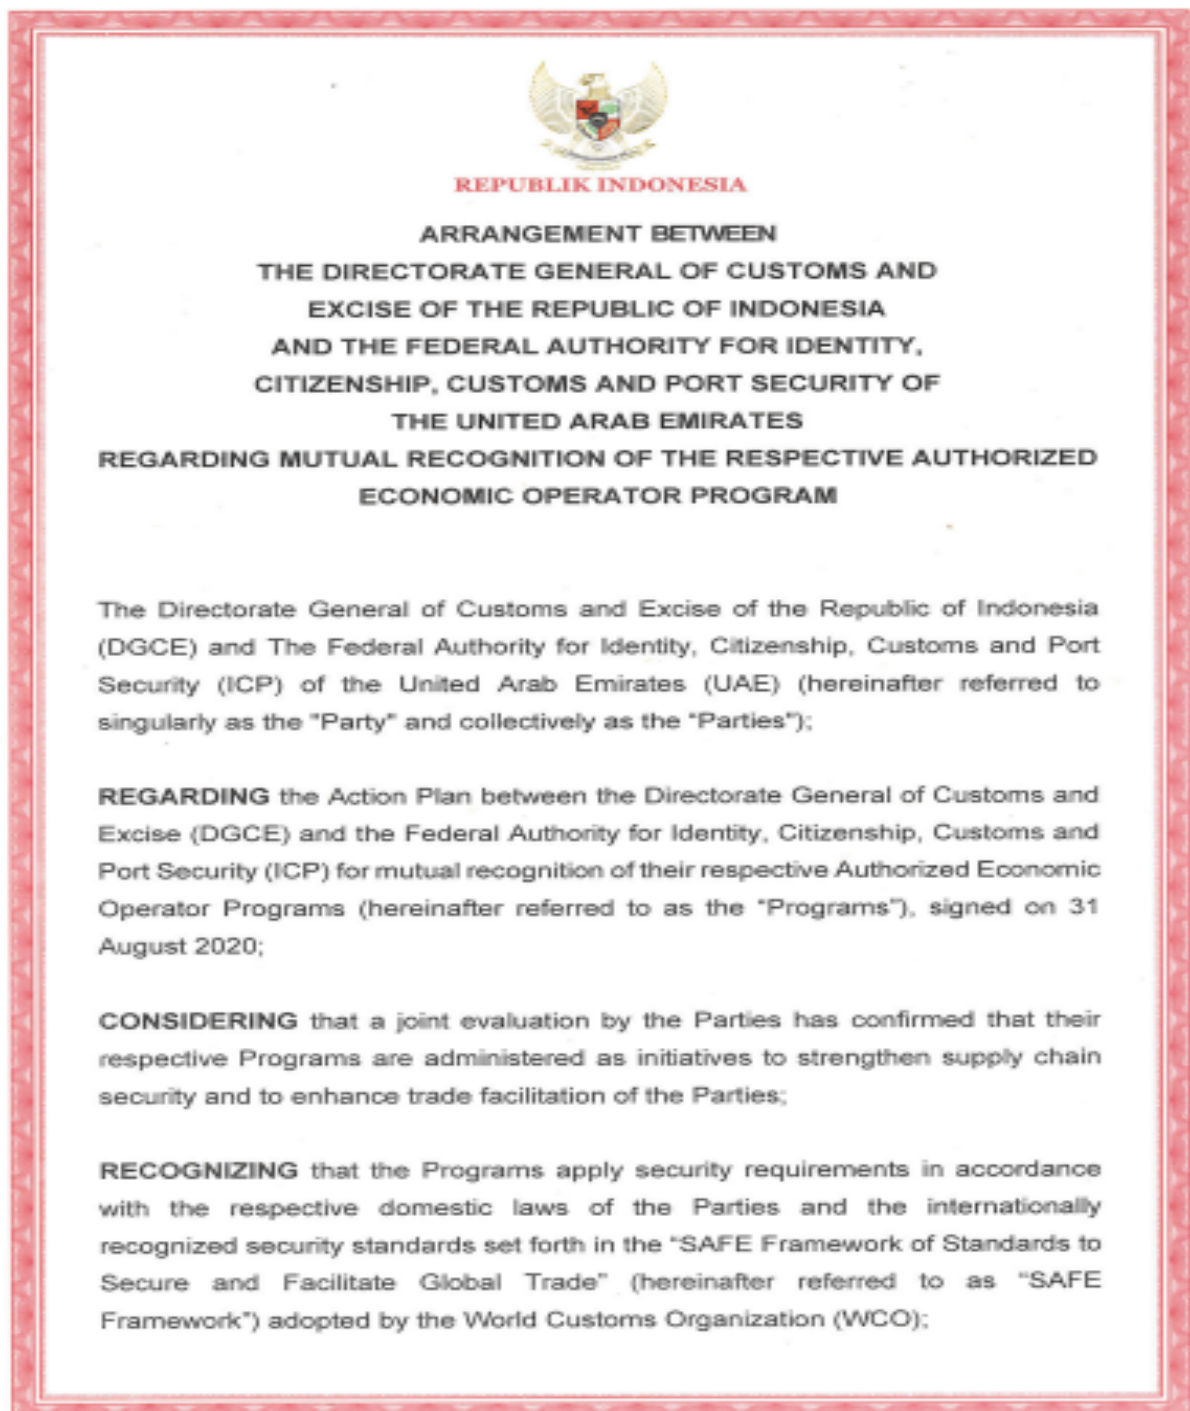 REPUBLIK INDONESIA
ARRANGEMENT BETWEEN
THE DIRECTORATE GENERAL OF CUSTOMS AND
EXCISE OF THE REPUBLIC OF INDONESIA
AND THE FEDERAL AUTHORITY FOR IDENTITY,
CITIZENSHIP, CUSTOMS AND PORT SECURITY OF
THE UNITED ARAB EMIRATES
REGARDING MUTUAL RECOGNITION OF THE RESPECTIVE AUTHORIZED
ECONOMIC OPERATOR PROGRAM
The Directorate General of Customs and Excise of the Republic of Indonesia
(DGCE) and The Federal Authority for Identity, Citizenship, Customs and Port
Security (ICP) of the United Arab Emirates (UAE) (hereinafter referred to
singularly as the "Party" and collectively as the “Parties”);
REGARDING the Action Plan between the Directorate General of Customs and
Excise (DGCE) and the Federal Authority for Identity, Citizenship, Customs and
Port Security (ICP) for mutual recognition of their respective Authorized Economic
Operator Programs (hereinafter referred to as the “Programs”), signed on 31
August 2020;
CONSIDERING that a joint evaluation by the Parties has confirmed that their
respective Programs are administered as initiatives to strengthen supply chain
security and to enhance trade facilitation of the Parties;
RECOGNIZING that the Programs apply security requirements in accordance
with the respective domestic laws of the Parties and the internationally
recognized security standards set forth in the “SAFE Framework of Standards to
Secure and Facilitate Global Trade” (hereinafter referred to as “SAFE
Framework”) adopted by the World Customs Organization (WCO);